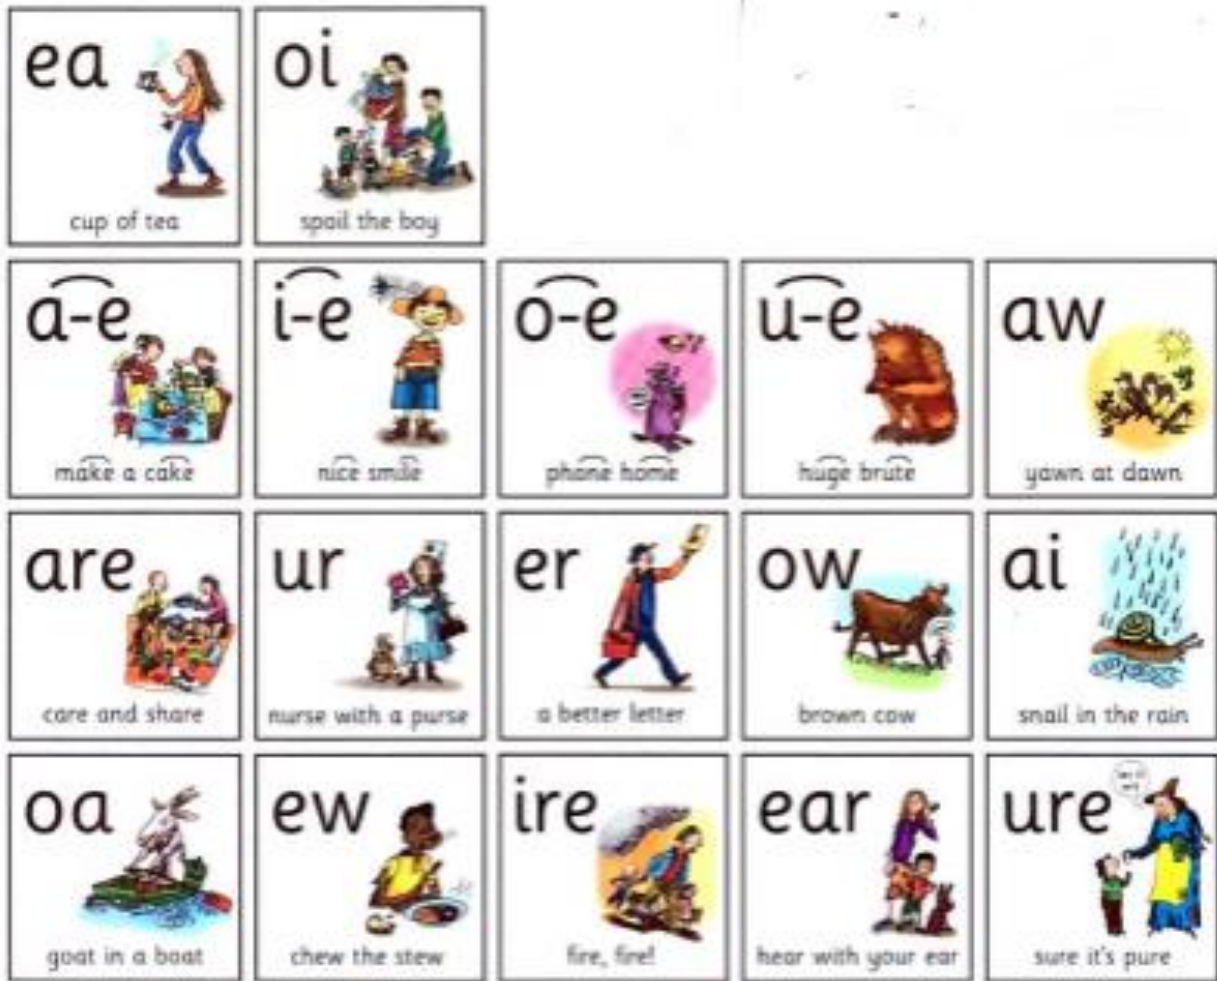 ea
cup of tea
oi
spoil the boy
a-e
make a cake
i-e
nice smile
o-e
phone home
u-e
huge brute
aw
yawn at dawn
are
care and share
ur
nurse with a purse
er
a better letter
ow
brown cow
ai
snail in the rain
oa
goat in a boat
ew
chew the stew
ire
fire, fire!
ear
hear with your ear
ure
sure it's pure